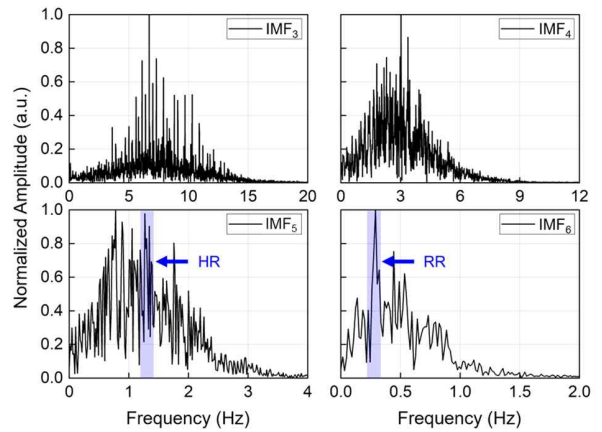 Normalized Amplitude (a.u.)
IMF3
1.0
0.8
0.6
0.4
0.2
0.0
0 5 10 15 20
IMF4
0 3 6 9 12
IMF5
HR
1.0
0.8
0.6
0.4
0.2
0.0
0 1 2 3 4
Frequency (Hz)
IMF6
RR
0.0 0.5 1.0 1.5 2.0
Frequency (Hz)